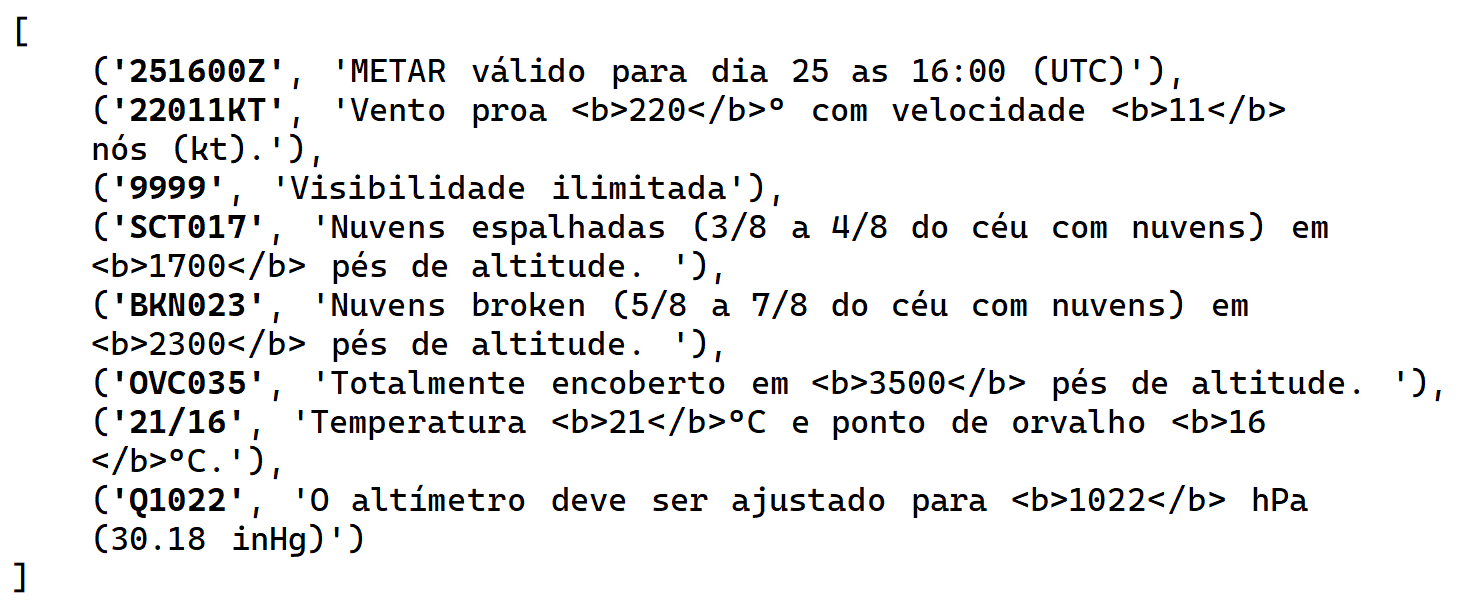 [
('251600Z', 'METAR válido para dia 25 as 16:00 (UTC)'),
('22011KT', 'Vento proa <b>220</b>° com velocidade <b>11</b>
nós (kt).'),
('9999', 'Visibilidade ilimitada'),
('SCT017', 'Nuvens espalhadas (3/8 a 4/8 do céu com nuvens) em
<b>1700</b> pés de altitude. '),
('BKN023', 'Nuvens broken (5/8 a 7/8 do céu com nuvens) em
<b>2300</b> pés de altitude. '),
('OVC035', 'Totalmente encoberto em <b>3500</b> pés de altitude. '),
('21/16', 'Temperatura <b>21</b>°C e ponto de orvalho <b>16
</b>°C.'),
('Q1022', 'O altímetro deve ser ajustado para <b>1022</b> hPa
(30.18 inHg)')
]